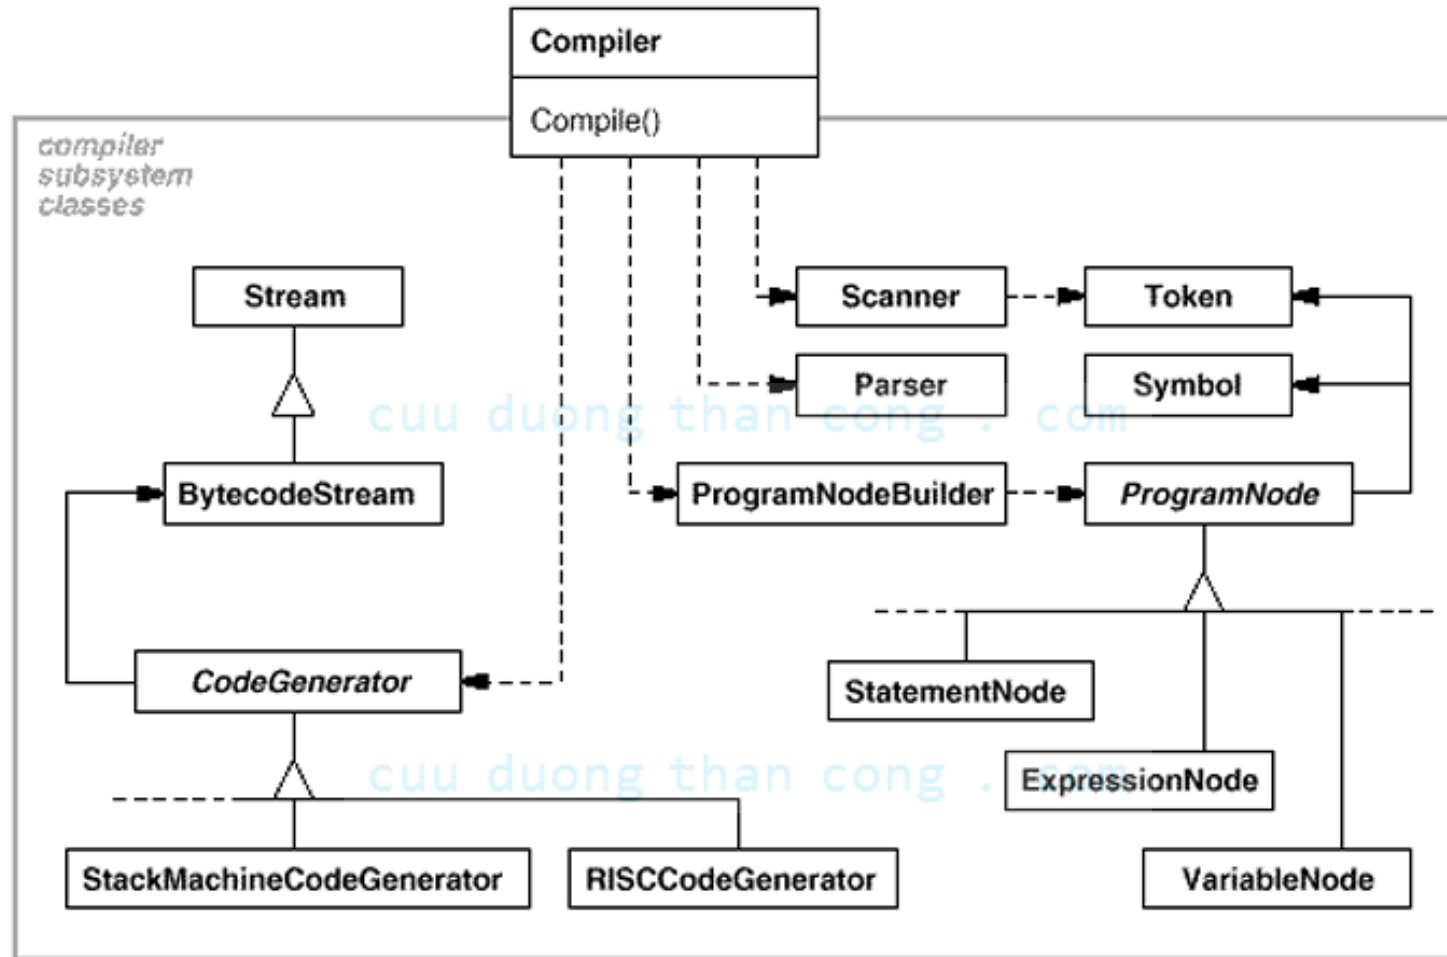 Compiler
Compile()
compiler
subsystem
classes
Stream
Scanner
Token
Parser
Symbol
cuu duong than cong . com
BytecodeStream
ProgramNodeBuilder
ProgramNode
CodeGenerator
StatementNode
cuu duong than cong . com
ExpressionNode
StackMachineCodeGenerator
RISCCodeGenerator
VariableNode